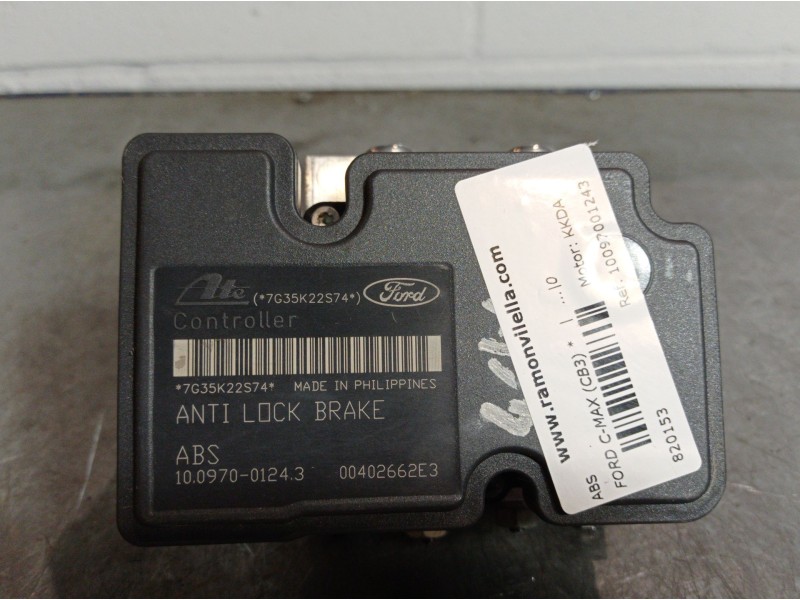 Ate (*7G35K22S74*) Ford
Controller
*7G35K22S74* MADE IN PHILIPPINES
ANTI LOCK BRAKE
ABS
10.0970-0124.3 00402662E3
www.ramonvilella.com
ABS
FORD C-MAX (CB3) * | ...10
Motor: KKDA
Ref: 10097001243
820153